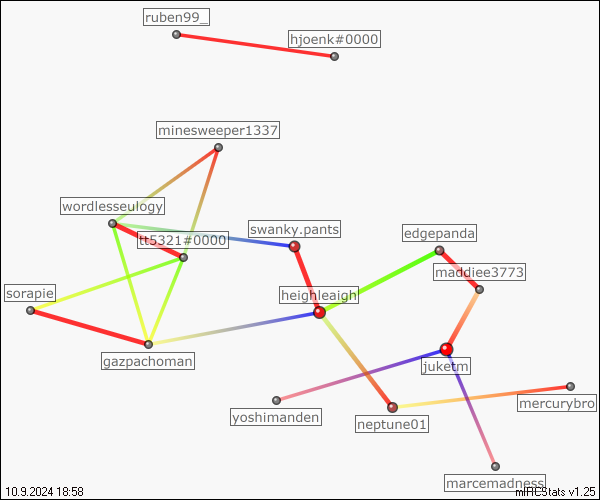 ruben99_
hjoenk#0000
minesweeper1337
wordlesseulogy
swanky.pants
edgepanda
tt5321#0000
maddiee3773
sorapie
heighleaigh
gazpachoman
juketm
yoshimanden
neptune01
mercurybro
marcemadness
10.9.2024 18:58
mIRCStats v1.25